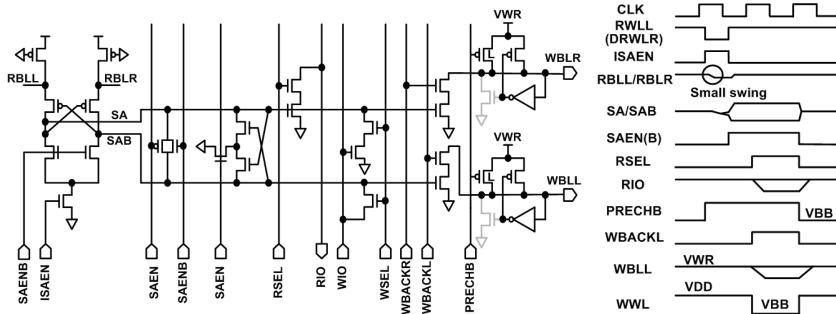 VWR
WBLR
RBLL
RBLR
SA
SAB
VWR
WBLL
SAENB
ISAEN
SAEN
SAENB
SAEN
RSEL
RIO
WIO
WSEL
WBACKR
WBACKL
PRECHB
CLK
RWLL
(DRWLR)
ISAEN
RBLL/RBLR
Small swing
SA/SAB
SAEN(B)
RSEL
RIO
PRECHB
VBB
WBACKL
WBLL
VWR
WWL
VDD
VBB